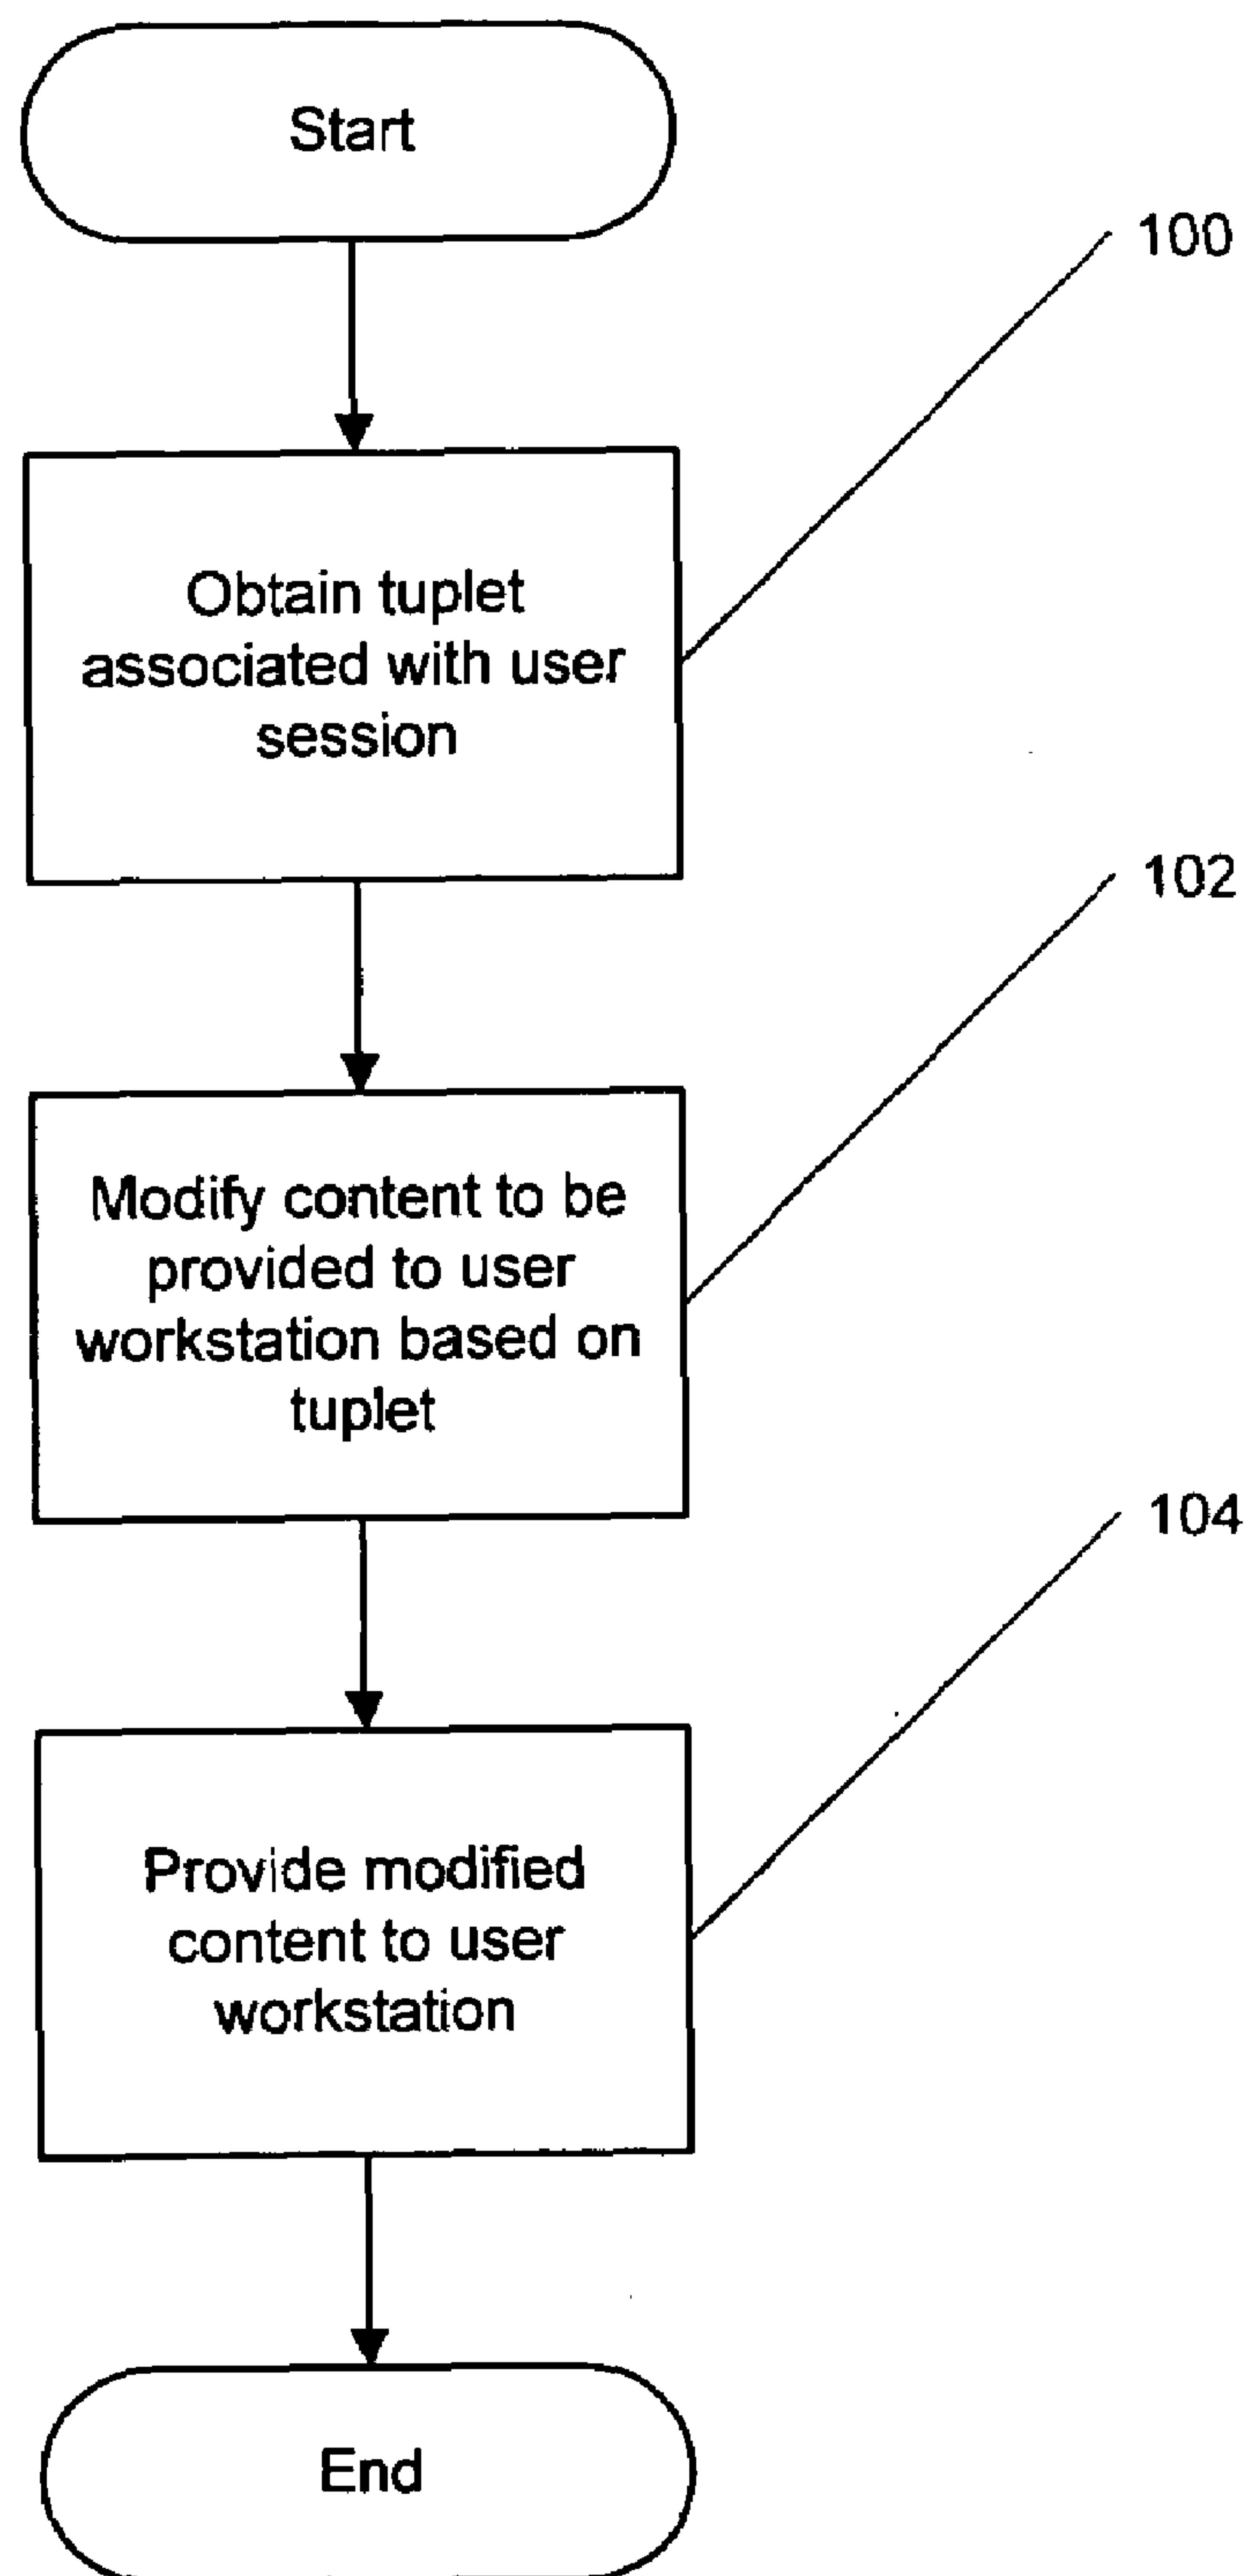 Start
100
Obtain tuplet
associated with user
session
102
Modify content to be
provided to user
workstation based on
tuplet
104
Provide modified
content to user
workstation
End